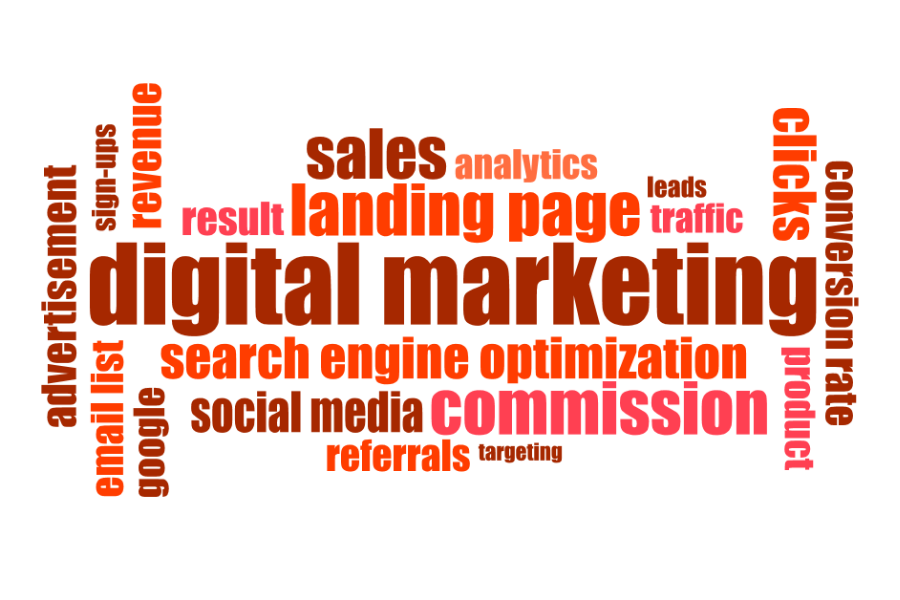 sales
analytics
leads
result
landing page
traffic
digital marketing
search engine optimization
social media
commission
referrals
targeting
advertisement
sign-ups
revenue
email list
google
clicks
conversion rate
product